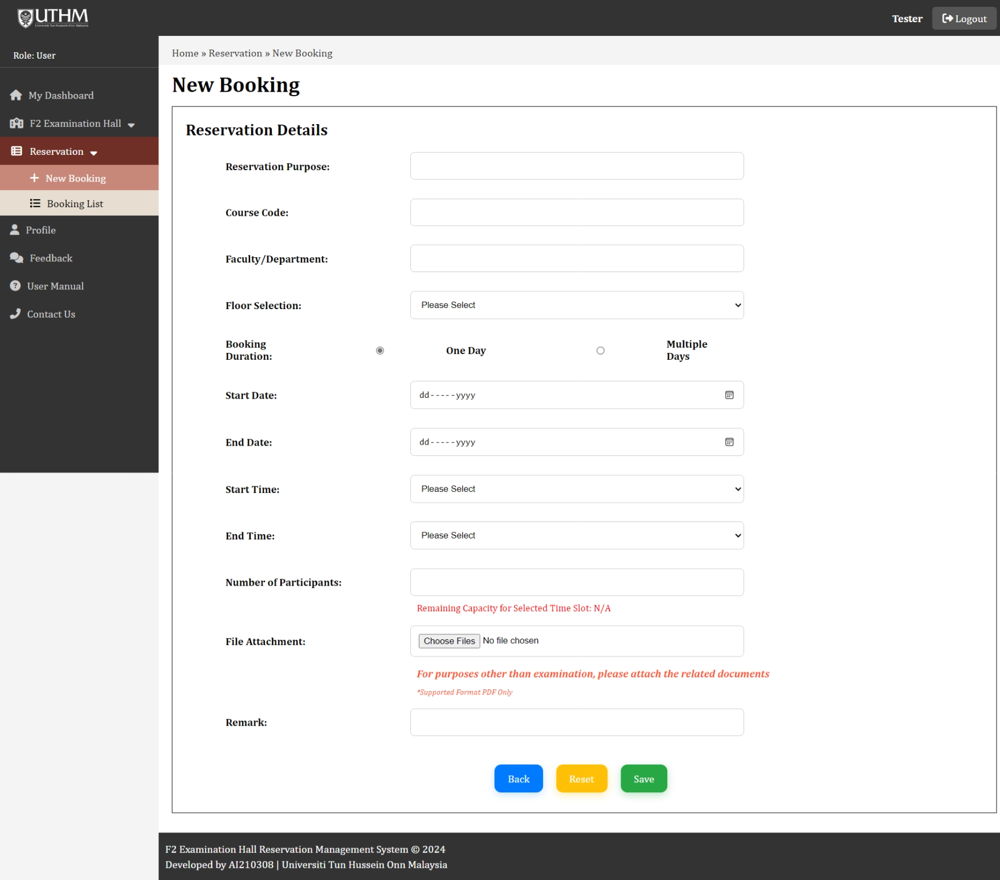 UTHM
Universiti Tun Hussein Onn Malaysia
Tester
Logout
Role: User
My Dashboard
F2 Examination Hall
Reservation
New Booking
Booking List
Profile
Feedback
User Manual
Contact Us
Home » Reservation » New Booking
New Booking
Reservation Details
Reservation Purpose:
Course Code:
Faculty/Department:
Floor Selection:
Please Select
Booking
Duration:
One Day
Multiple
Days
Start Date:
dd-----yyyy
End Date:
dd-----yyyy
Start Time:
Please Select
End Time:
Please Select
Number of Participants:
Remaining Capacity for Selected Time Slot: N/A
File Attachment:
Choose Files No file chosen
For purposes other than examination, please attach the related documents
*Supported Format PDF Only
Remark:
Back
Reset
Save
F2 Examination Hall Reservation Management System © 2024
Developed by AI210308 | Universiti Tun Hussein Onn Malaysia